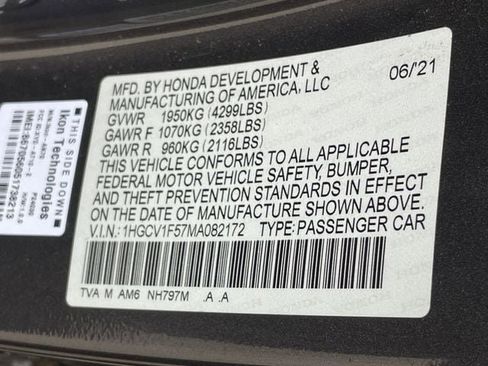 MFD. BY HONDA DEVELOPMENT &
MANUFACTURING OF AMERICA, LLC 06/21
GVWR 1950KG (4299LBS)
GAWR F 1070KG (2358LBS)
GAWR R 960KG (2116LBS)
THIS VEHICLE CONFORMS TO ALL APPLICABLE
FEDERAL MOTOR VEHICLE SAFETY, BUMPER,
AND THEFT PREVENTION STANDARDS IN EFFECT
ON THE DATE OF MANUFACTURE SHOWN ABOVE.
V.I.N.: 1HGCV1F57MA082172 TYPE: PASSENGER CAR
TVA M AM6 NH797M .A .A
THIS SIDE DOWN
Ikon Technologies